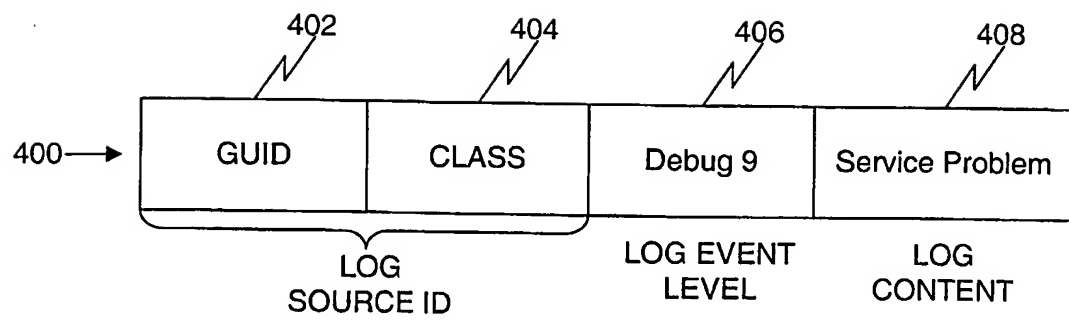 402 404 406 408
400
GUID CLASS Debug 9 Service Problem
LOG
SOURCE ID
LOG EVENT
LEVEL
LOG
CONTENT